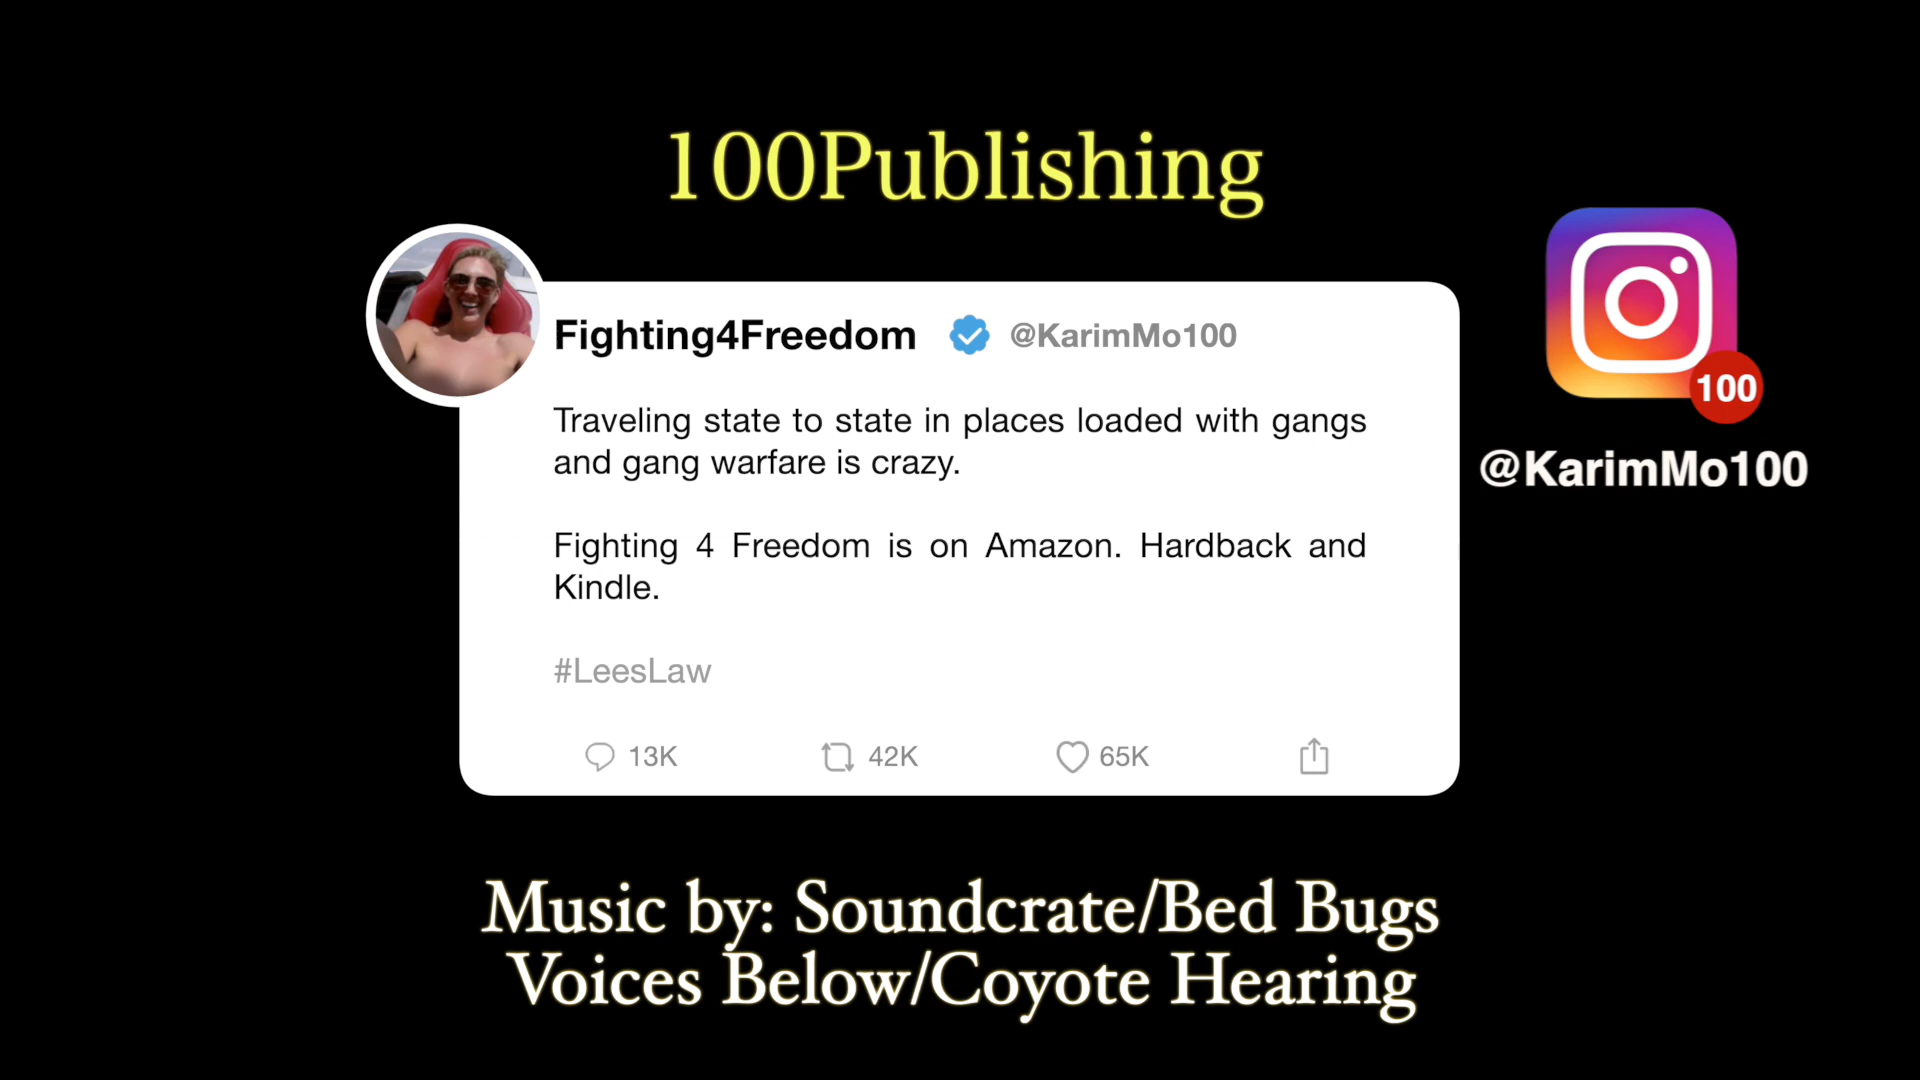 100Publishing
Fighting4Freedom @KarimMo100
Traveling state to state in places loaded with gangs
and gang warfare is crazy.
Fighting 4 Freedom is on Amazon. Hardback and
Kindle.
#LeesLaw
13K 42K 65K
100
@KarimMo100
Music by: Soundcrate/Bed Bugs
Voices Below/Coyote Hearing